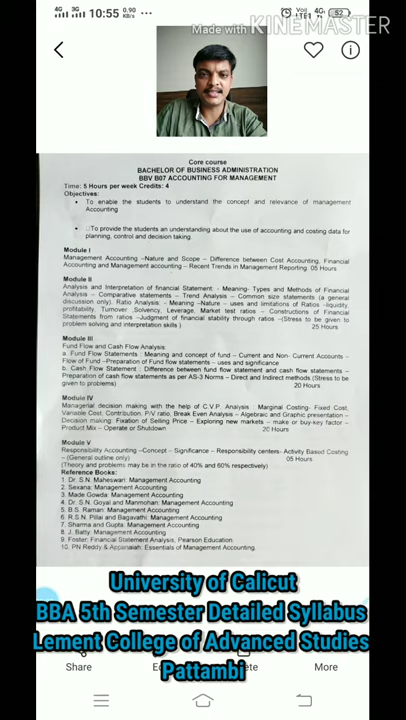 4G 3G 10:55 0.90 KB/s ... Vo) LTE1 4G 52
Made with KINEMASTER
Core course
BACHELOR OF BUSINESS ADMINISTRATION
BBV B07 ACCOUNTING FOR MANAGEMENT
Time: 5 Hours per week Credits: 4
Objectives:
• To enable the students to understand the concept and relevance of management
Accounting
• ..To provide the students an understanding about the use of accounting and costing data for
planning, control and decision taking.
Module I
Management Accounting –Nature and Scope – Difference between Cost Accounting, Financial
Accounting and Management accounting – Recent Trends in Management Reporting. 05 Hours
Module II
Analysis and Interpretation of financial Statement: - Meaning- Types and Methods of Financial
Analysis – Comparative statements – Trend Analysis – Common size statements (a general
discussion only). Ratio Analysis: - Meaning –Nature – uses and limitations of Ratios –liquidity,
profitability, Turnover ,Solvency, Leverage, Market test ratios - Constructions of Financial
Statements from ratios –Judgment of financial stability through ratios –(Stress to be given to
problem solving and interpretation skills )
25 Hours
Module III
Fund Flow and Cash Flow Analysis:
a. Fund Flow Statements : Meaning and concept of fund – Current and Non- Current Accounts –
Flow of Fund –Preparation of Fund flow statements – uses and significance
b. Cash Flow Statement : Difference between fund flow statement and cash flow statements –
Preparation of cash flow statements as per AS-3 Norms – Direct and Indirect methods (Stress to be
given to problems)
20 Hours
Module IV
Managerial decision making with the help of C.V.P. Analysis : Marginal Costing- Fixed Cost,
Variable Cost, Contribution, P/V ratio, Break Even Analysis – Algebraic and Graphic presentation –
Decision making: Fixation of Selling Price – Exploring new markets – make or buy-key factor –
Product Mix – Operate or Shutdown
20 Hours
Module V
Responsibility Accounting –Concept – Significance – Responsibility centers- Activity Based Costing
– (General outline only)
05 Hours
(Theory and problems may be in the ratio of 40% and 60% respectively)
Reference Books:
1. Dr. S.N. Maheswari: Management Accounting
2. Sexana: Management Accounting
3. Made Gowda: Management Accounting
4. Dr. S.N. Goyal and Manmohan: Management Accounting
5. B.S. Raman: Management Accounting
6. R.S.N. Pillai and Bagavathi: Management Accounting
7. Sharma and Gupta: Management Accounting
8. J. Batty: Management Accounting
9. Foster: Financial Statement Analysis, Pearson Education.
10. PN Reddy & Appanaiah: Essentials of Management Accounting.
University of Calicut
BBA 5th Semester Detailed Syllabus
Lement College of Advanced Studies
Pattambi
Share More